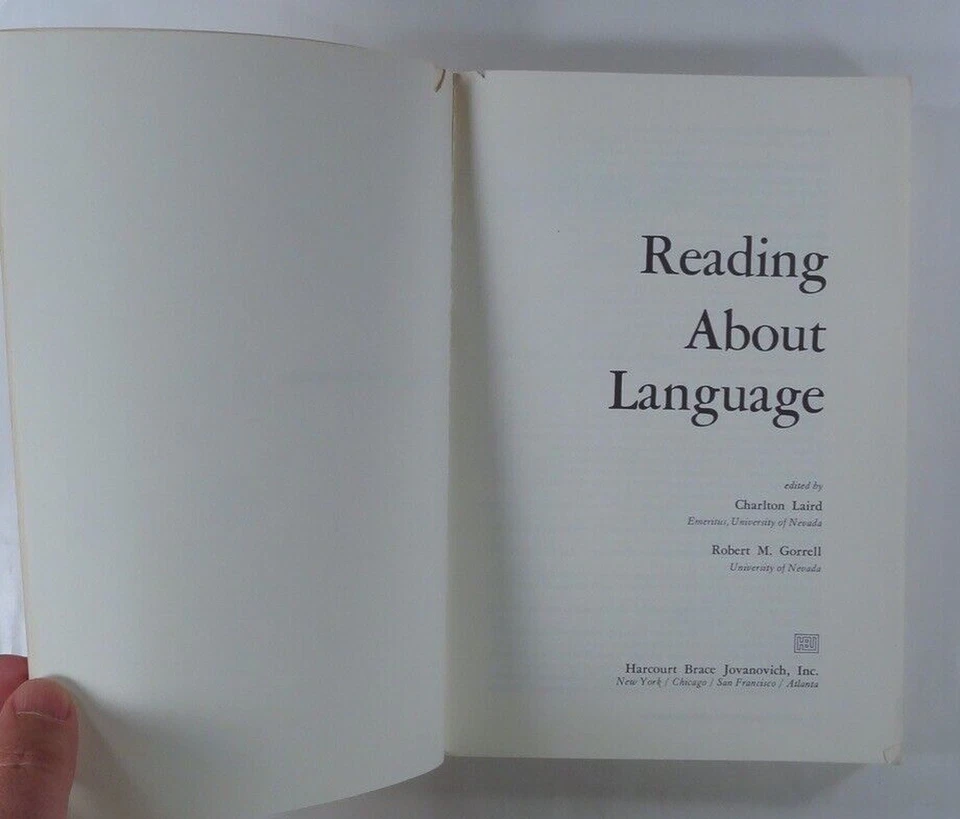 Reading
About
Language
edited by
Charlton Laird
Emeritus, University of Nevada
Robert M. Gorrell
University of Nevada
Harcourt Brace Jovanovich, Inc.
New York / Chicago / San Francisco / Atlanta